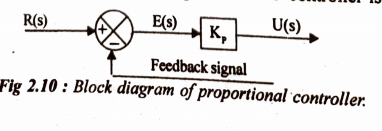 R(s)
+
−
E(s)
K_P
U(s)
Feedback signal
Fig 2.10 : Block diagram of proportional controller.